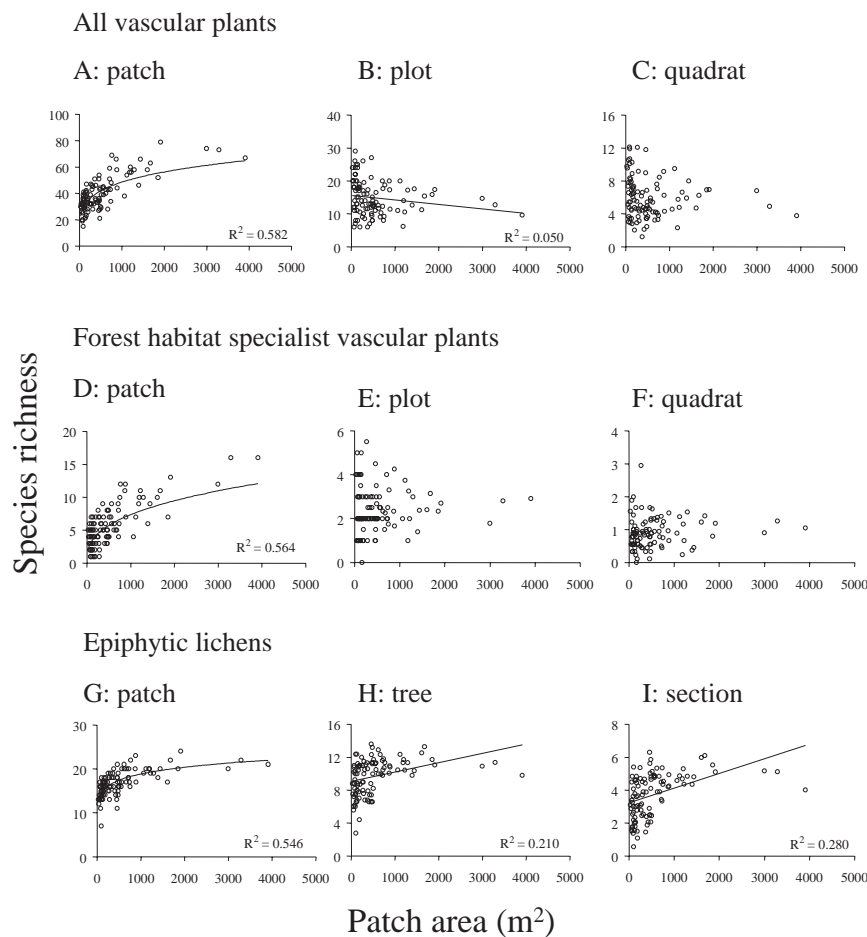 All vascular plants
A: patch B: plot C: quadrat
100
80
60
40
20
0
0 1000 2000 3000 4000 5000
R² = 0.582
40
30
20
10
0
0 1000 2000 3000 4000 5000
R² = 0.050
16
12
8
4
0
0 1000 2000 3000 4000 5000
Species richness
Forest habitat specialist vascular plants
D: patch E: plot F: quadrat
20
15
10
5
0
0 1000 2000 3000 4000 5000
R² = 0.564
6
5
4
3
2
1
0
0 1000 2000 3000 4000 5000
4
3
2
1
0
0 1000 2000 3000 4000 5000
Epiphytic lichens
G: patch H: tree I: section
30
20
10
0
0 1000 2000 3000 4000 5000
R² = 0.546
16
12
8
4
0
0 1000 2000 3000 4000 5000
R² = 0.210
8
6
4
2
0
0 1000 2000 3000 4000 5000
R² = 0.280
Patch area (m²)